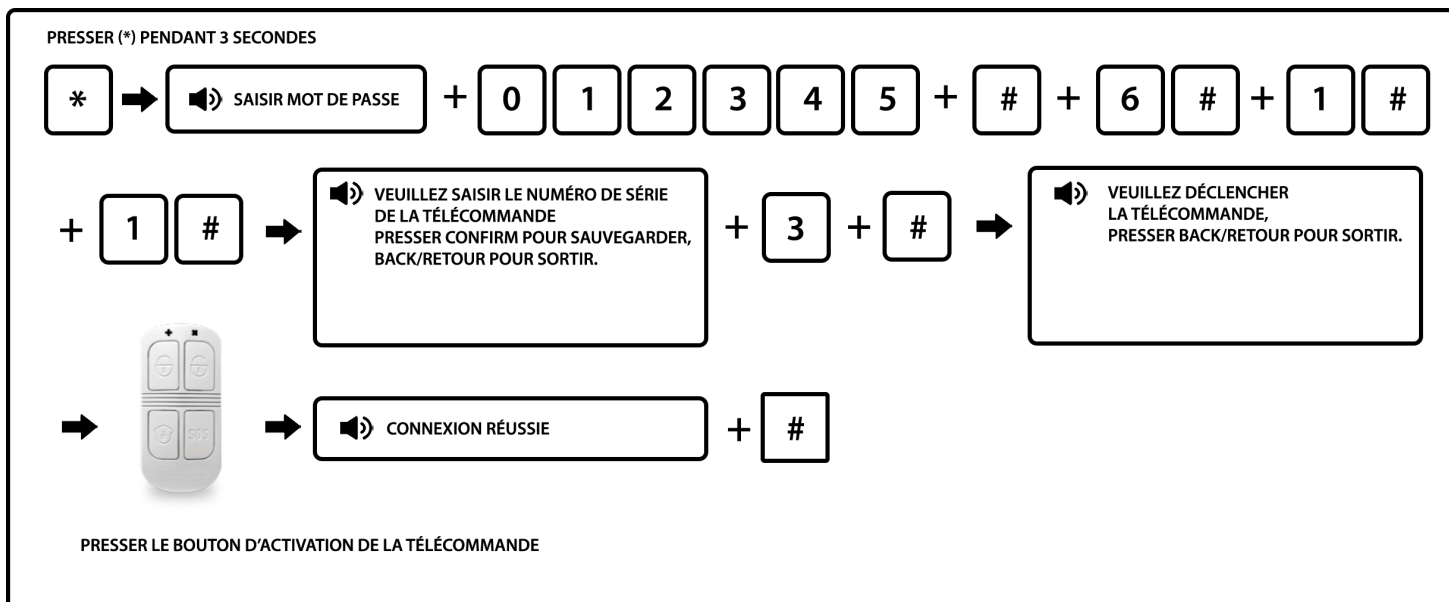 PRESSER (*) PENDANT 3 SECONDES
* SAISIR MOT DE PASSE + 0 1 2 3 4 5 + # + 6 # + 1 #
+ 1 # VEUILLEZ SAISIR LE NUMÉRO DE SÉRIE
DE LA TÉLÉCOMMANDE
PRESSER CONFIRM POUR SAUVEGARDER,
BACK/RETOUR POUR SORTIR.
+ 3 + #
VEUILLEZ DÉCLENCHER
LA TÉLÉCOMMANDE,
PRESSER BACK/RETOUR POUR SORTIR.
SOS
CONNEXION RÉUSSIE + #
PRESSER LE BOUTON D’ACTIVATION DE LA TÉLÉCOMMANDE